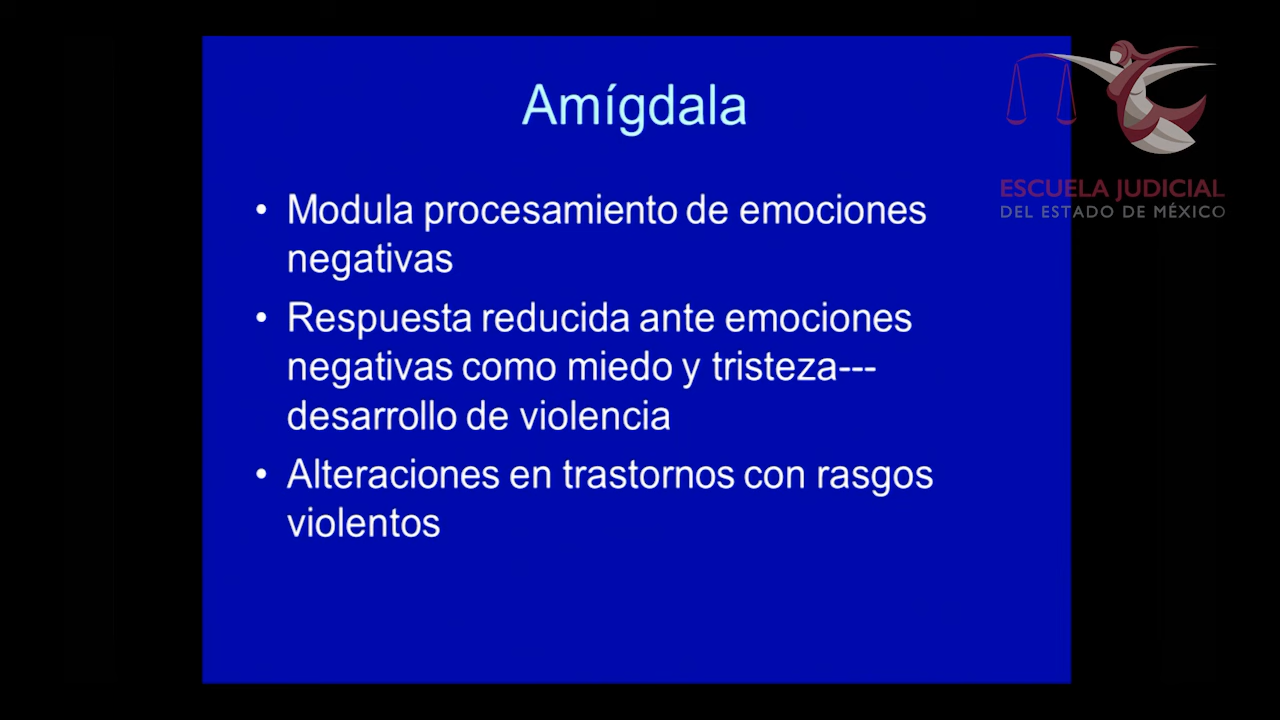 Amígdala
• Modula procesamiento de emociones
negativas
• Respuesta reducida ante emociones
negativas como miedo y tristeza---
desarrollo de violencia
• Alteraciones en trastornos con rasgos
violentos
ESCUELA JUDICIAL
DEL ESTADO DE MÉXICO